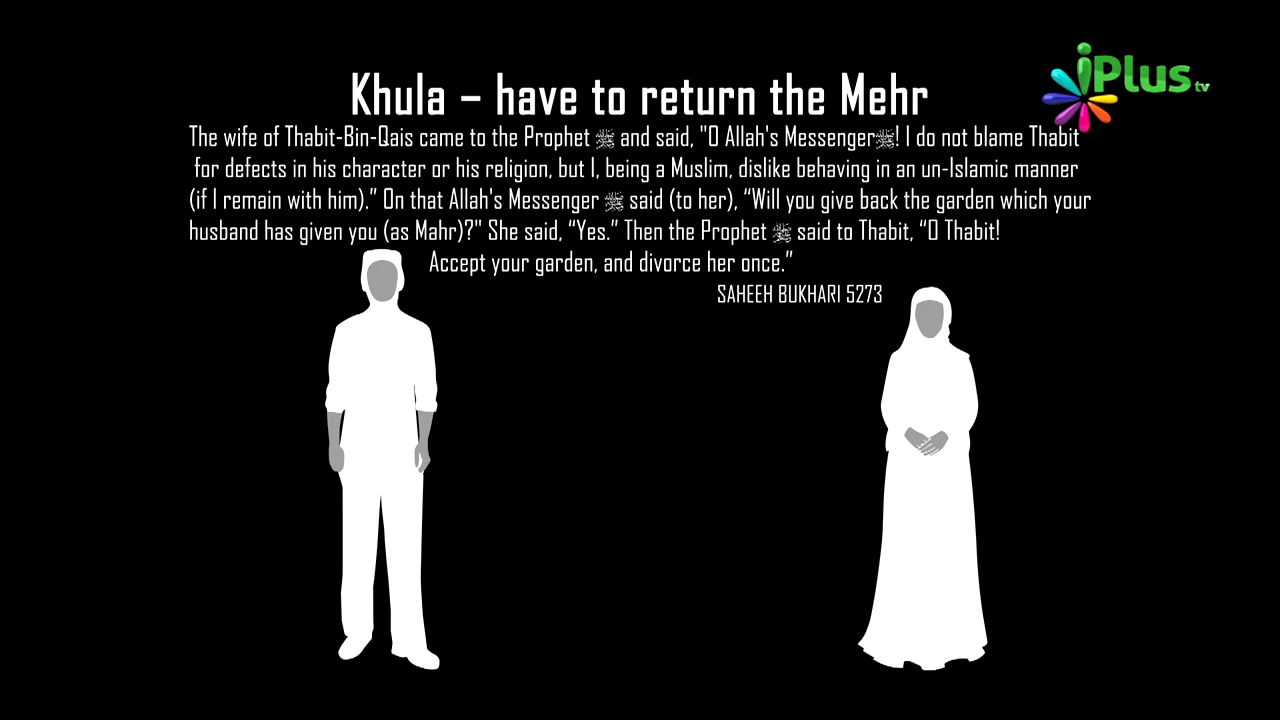 iPlus tv
Khula – have to return the Mehr
The wife of Thabit-Bin-Qais came to the Prophet ﷺ and said, "O Allah's Messengerﷺ! I do not blame Thabit
for defects in his character or his religion, but I, being a Muslim, dislike behaving in an un-Islamic manner
(if I remain with him).” On that Allah's Messenger ﷺ said (to her), “Will you give back the garden which your
husband has given you (as Mahr)?" She said, “Yes.” Then the Prophet ﷺ said to Thabit, “O Thabit!
Accept your garden, and divorce her once.”
SAHEEH BUKHARI 5273